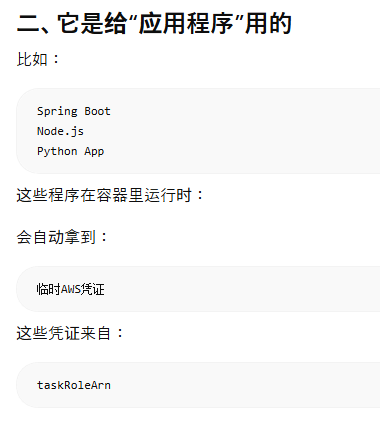 二、它是给“应用程序”用的
比如：
Spring Boot
Node.js
Python App
这些程序在容器里运行时：
会自动拿到：
临时AWS凭证
这些凭证来自：
taskRoleArn